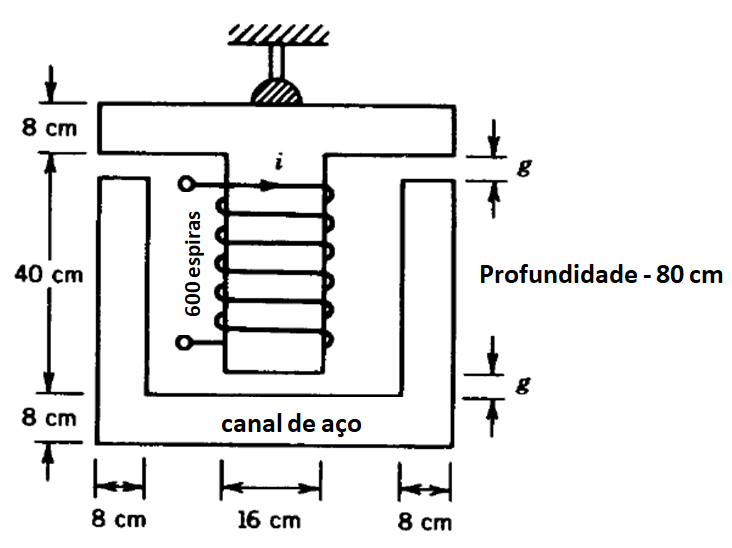 8 cm
i
g
600 espiras
40 cm
Profundidade - 80 cm
g
8 cm
canal de aço
8 cm
16 cm
8 cm